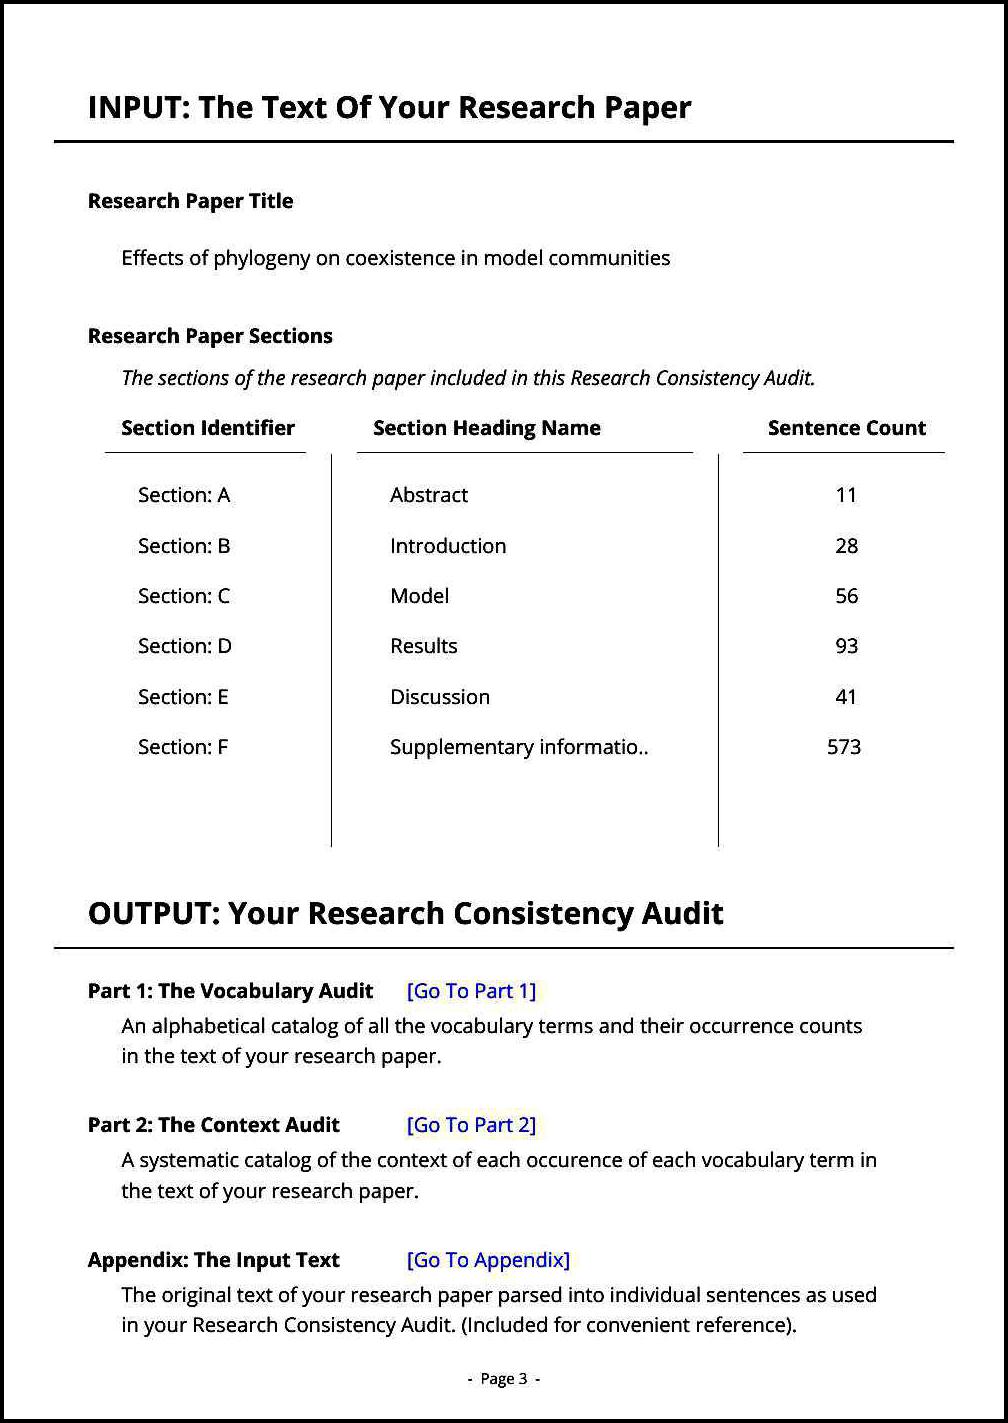 INPUT: The Text Of Your Research Paper
Research Paper Title
Effects of phylogeny on coexistence in model communities
Research Paper Sections
The sections of the research paper included in this Research Consistency Audit.
Section Identifier Section Heading Name Sentence Count
Section: A Abstract 11
Section: B Introduction 28
Section: C Model 56
Section: D Results 93
Section: E Discussion 41
Section: F Supplementary informatio.. 573
OUTPUT: Your Research Consistency Audit
Part 1: The Vocabulary Audit [Go To Part 1]
An alphabetical catalog of all the vocabulary terms and their occurrence counts
in the text of your research paper.
Part 2: The Context Audit [Go To Part 2]
A systematic catalog of the context of each occurence of each vocabulary term in
the text of your research paper.
Appendix: The Input Text [Go To Appendix]
The original text of your research paper parsed into individual sentences as used
in your Research Consistency Audit. (Included for convenient reference).
- Page 3 -